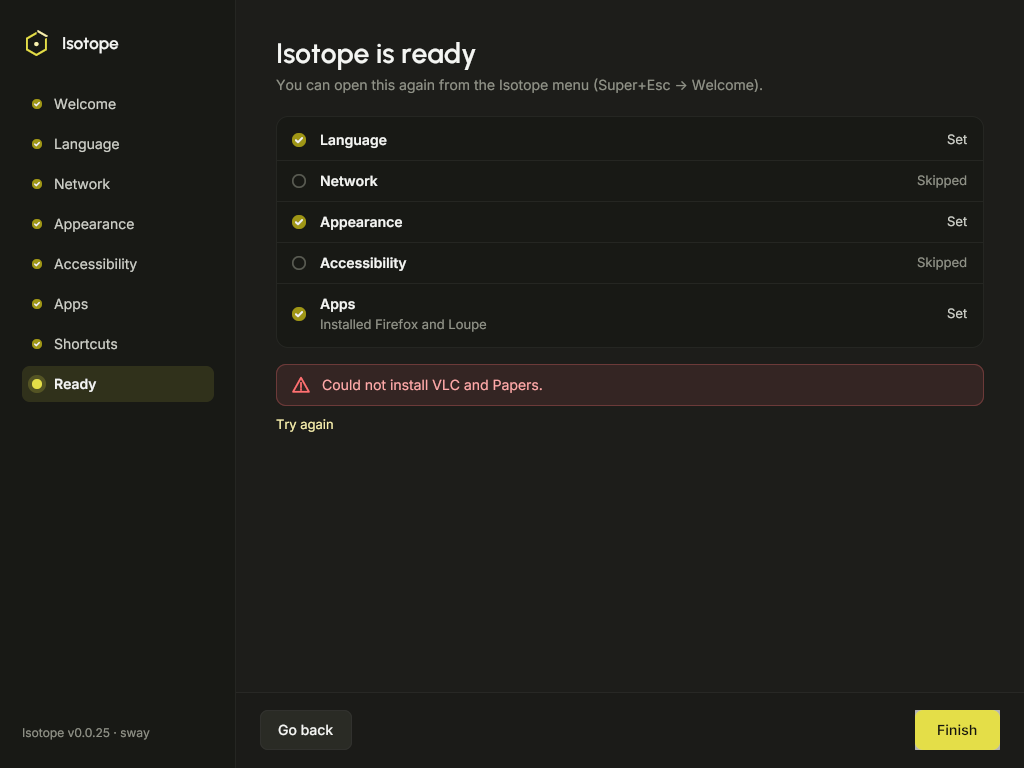 Isotope
Welcome
Language
Network
Appearance
Accessibility
Apps
Shortcuts
Ready
Isotope v0.0.25 · sway
Isotope is ready
You can open this again from the Isotope menu (Super+Esc → Welcome).
Language Set
Network Skipped
Appearance Set
Accessibility Skipped
Apps
Installed Firefox and Loupe
Set
Could not install VLC and Papers.
Try again
Go back
Finish